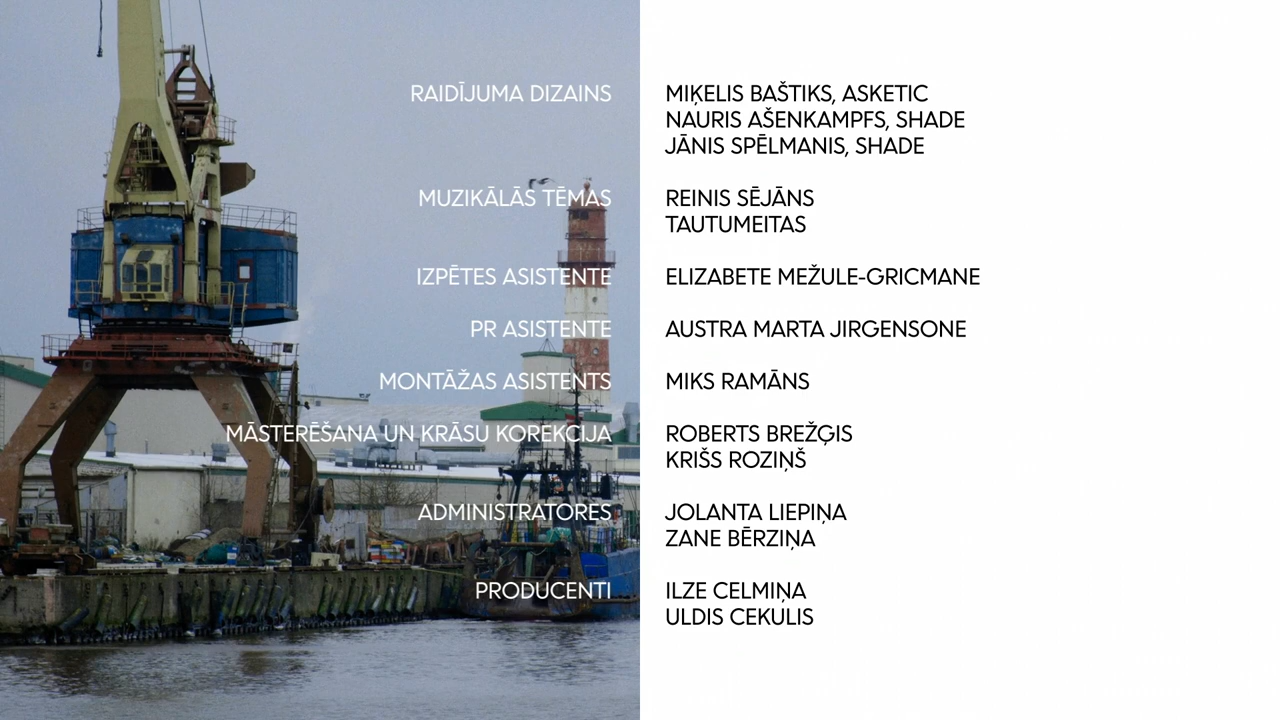 RAIDĪJUMA DIZAINS MIĶELIS BAŠTIKS, ASKETIC
NAURIS AŠENKAMPFS, SHADE
JĀNIS SPĒLMANIS, SHADE
MUZIKĀLĀS TĒMAS REINIS SĒJĀNS
TAUTUMEITAS
IZPĒTES ASISTENTE ELIZABETE MEŽULE-GRICMANE
PR ASISTENTE AUSTRA MARTA JIRGENSONE
MONTĀŽAS ASISTENTS MIKS RAMĀNS
MĀSTERĒŠANA UN KRĀSU KOREKCIJA ROBERTS BREŽĢIS
KRIŠS ROZIŅŠ
ADMINISTRATORES JOLANTA LIEPIŅA
ZANE BĒRZIŅA
PRODUCENTI ILZE CELMIŅA
ULDIS CEKULIS